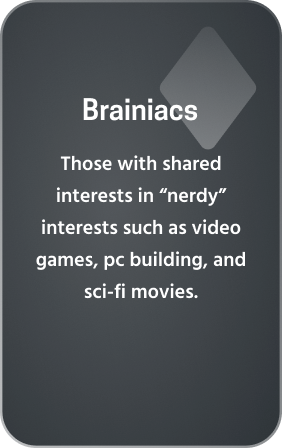 Brainiacs
Those with shared
interests in “nerdy”
interests such as video
games, pc building, and
sci-fi movies.